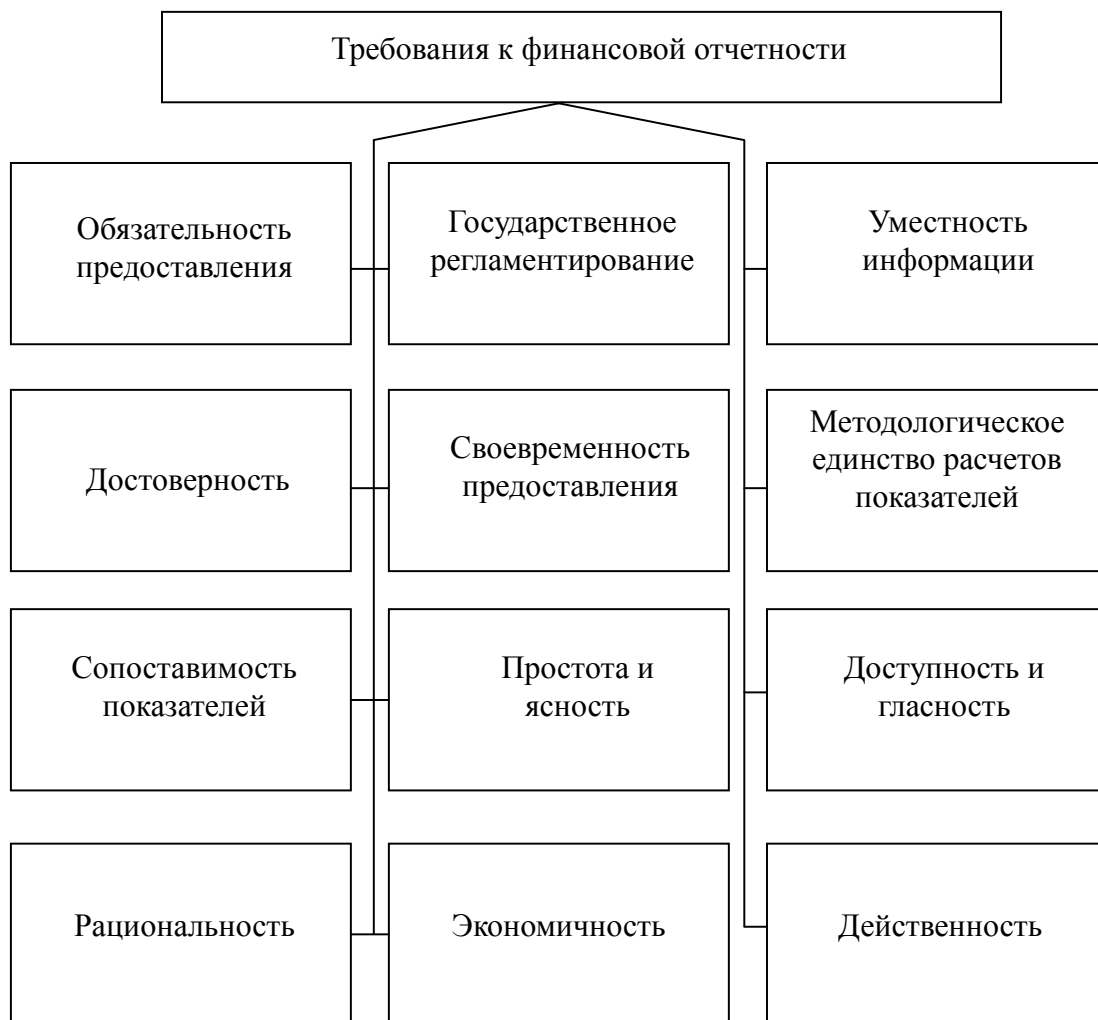 Требования к финансовой отчетности
Обязательность
предоставления
Государственное
регламентирование
Уместность
информации
Достоверность
Своевременность
предоставления
Методологическое
единство расчетов
показателей
Сопоставимость
показателей
Простота и
ясность
Доступность и
гласность
Рациональность
Экономичность
Действенность